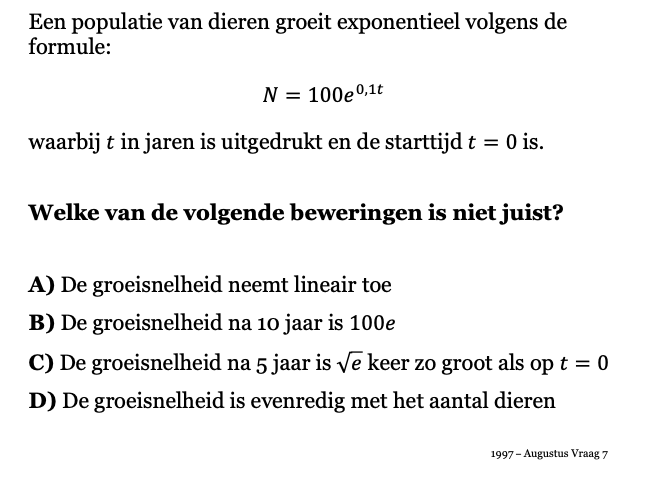 Een populatie van dieren groeit exponentieel volgens de
formule:
N = 100e^{0,1t}
waarbij t in jaren is uitgedrukt en de starttijd t = 0 is.
Welke van de volgende beweringen is niet juist?
A) De groeisnelheid neemt lineair toe
B) De groeisnelheid na 10 jaar is 100e
C) De groeisnelheid na 5 jaar is √e keer zo groot als op t = 0
D) De groeisnelheid is evenredig met het aantal dieren
1997 – Augustus Vraag 7